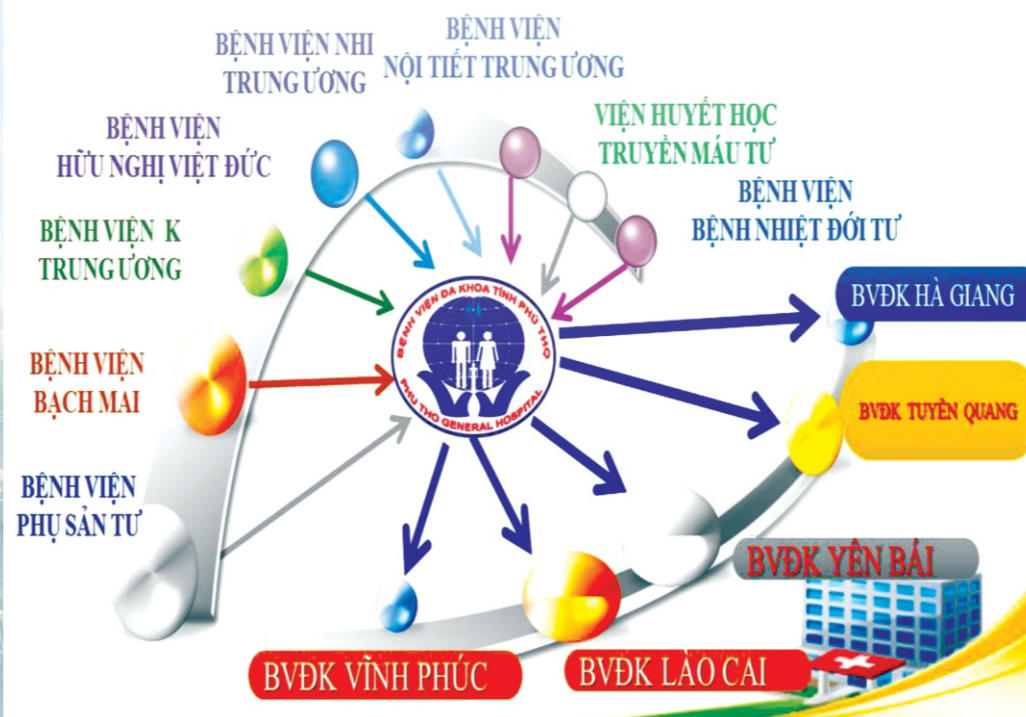 BỆNH VIỆN NHI
TRUNG ƯƠNG
BỆNH VIỆN
NỘI TIẾT TRUNG ƯƠNG
BỆNH VIỆN
HỮU NGHỊ VIỆT ĐỨC
VIỆN HUYẾT HỌC
TRUYỀN MÁU TƯ
BỆNH VIỆN
BỆNH NHIỆT ĐỚI TƯ
BỆNH VIỆN K
TRUNG ƯƠNG
BỆNH VIỆN
BẠCH MAI
BỆNH VIỆN
PHỤ SẢN TƯ
BỆNH VIỆN ĐA KHOA TỈNH PHÚ THỌ
PHU THO GENERAL HOSPITAL
BVĐK HÀ GIANG
BVĐK TUYÊN QUANG
BVĐK YÊN BÁI
BVĐK LÀO CAI
BVĐK VĨNH PHÚC